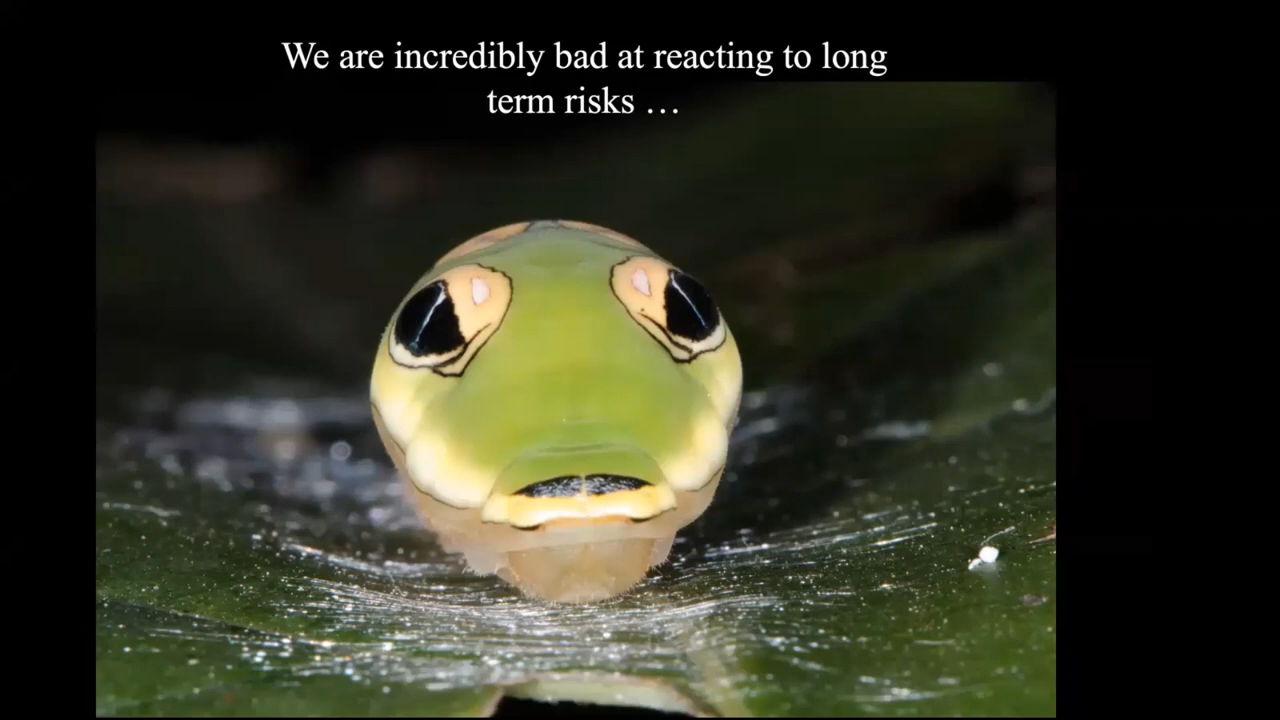 We are incredibly bad at reacting to long
term risks …